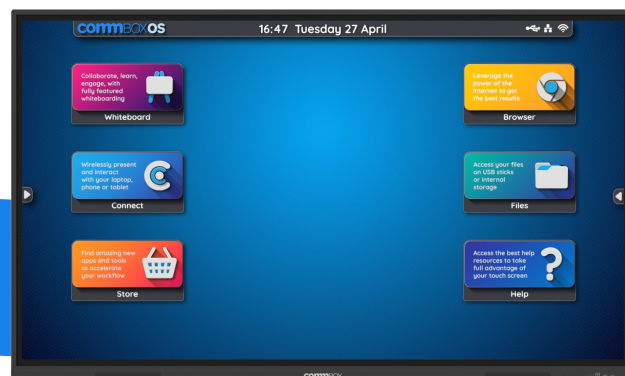 commBOXOS
16:47 Tuesday 27 April
Collaborate, learn,
engage, with
fully featured
whiteboarding
Whiteboard
Leverage the
power of the
internet to get
the best results
Browser
Wirelessly present
and interact
with your laptop,
phone or tablet
Connect
Access your files
on USB sticks
or internal
storage
Files
Find amazing new
apps and tools
to accelerate
your workflow
Store
Access the best help
resources to take
full advantage of
your touch screen
Help
commBOX